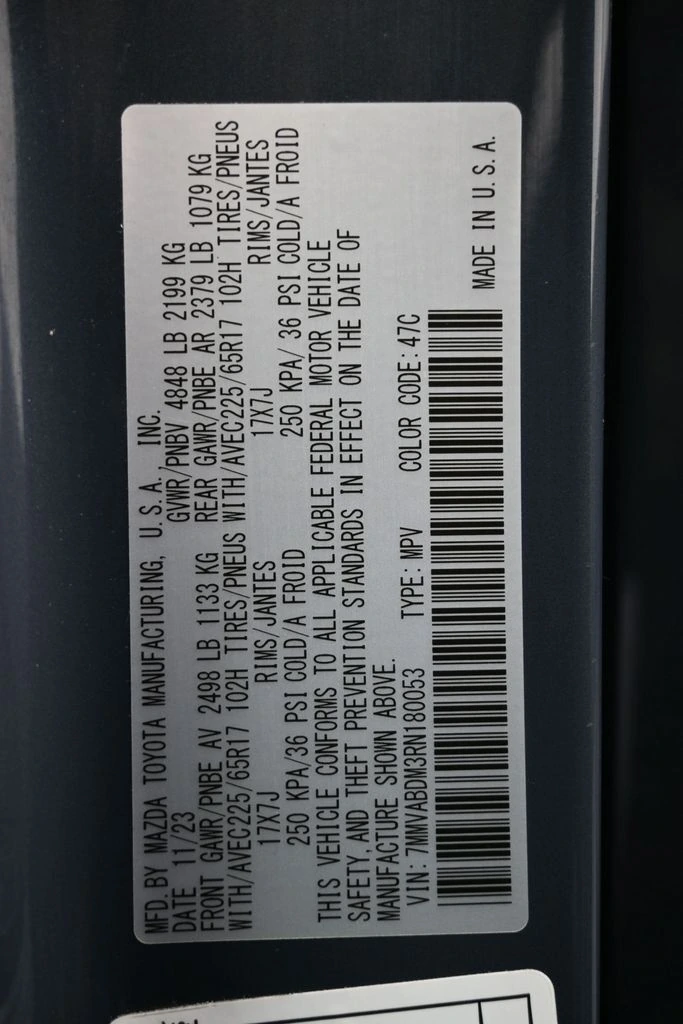 MFD. BY MAZDA TOYOTA MANUFACTURING, U.S.A. INC.
DATE 11/23 GVWR/PNBV 4848 LB 2199 KG
FRONT GAWR/PNBE AV 2498 LB 1133 KG REAR GAWR/PNBE AR 2379 LB 1079 KG
WITH/AVEC225/65R17 102H TIRES/PNEUS WITH/AVEC225/65R17 102H TIRES/PNEUS
17X7J RIMS/JANTES 17X7J RIMS/JANTES
250 KPA/36 PSI COLD/A FROID 250 KPA/ 36 PSI COLD/A FROID
THIS VEHICLE CONFORMS TO ALL APPLICABLE FEDERAL MOTOR VEHICLE
SAFETY, AND THEFT PREVENTION STANDARDS IN EFFECT ON THE DATE OF
MANUFACTURE SHOWN ABOVE.
VIN: 7MMVABDM3RN180053 TYPE: MPV COLOR CODE: 47C
MADE IN U.S.A.